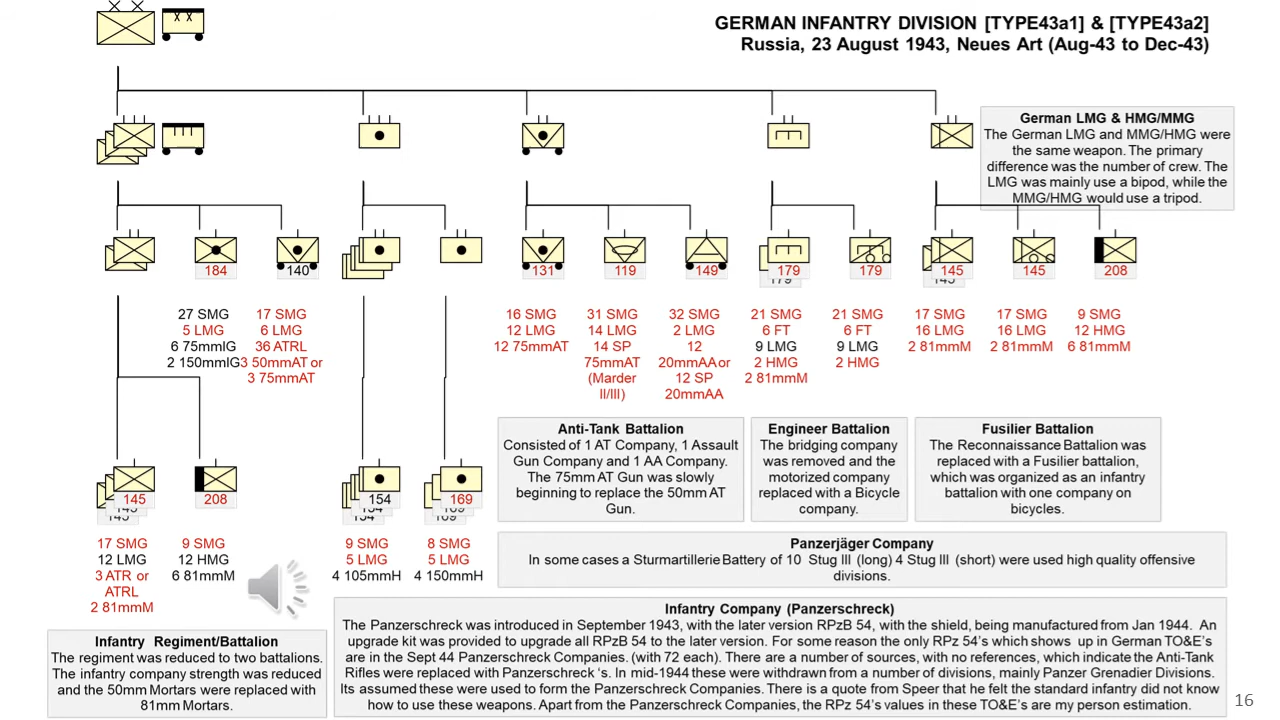 GERMAN INFANTRY DIVISION [TYPE43a1] & [TYPE43a2]
Russia, 23 August 1943, Neues Art (Aug-43 to Dec-43)
German LMG & HMG/MMG
The German LMG and MMG/HMG were
the same weapon. The primary
difference was the number of crew. The
LMG was mainly use a bipod, while the
MMG/HMG would use a tripod.
184
140
131
119
149
179
179
179
145
145
145
208
27 SMG
5 LMG
6 75mmIG
2 150mmIG
17 SMG
6 LMG
36 ATRL
3 50mmAT or
3 75mmAT
16 SMG
12 LMG
12 75mmAT
31 SMG
14 LMG
14 SP
75mmAT
(Marder
II/III)
32 SMG
2 LMG
12
20mmAA or
12 SP
20mmAA
21 SMG
6 FT
9 LMG
2 HMG
2 81mmM
21 SMG
6 FT
9 LMG
2 HMG
17 SMG
16 LMG
2 81mmM
17 SMG
16 LMG
2 81mmM
9 SMG
12 HMG
6 81mmM
Anti-Tank Battalion
Consisted of 1 AT Company, 1 Assault
Gun Company and 1 AA Company.
The 75mm AT Gun was slowly
beginning to replace the 50mm AT
Gun.
Engineer Battalion
The bridging company
was removed and the
motorized company
replaced with a Bicycle
company.
Fusilier Battalion
The Reconnaissance Battalion was
replaced with a Fusilier battalion,
which was organized as an infantry
battalion with one company on
bicycles.
145
145
145
208
154
154
154
169
169
169
17 SMG
12 LMG
3 ATR or
ATRL
2 81mmM
9 SMG
12 HMG
6 81mmM
9 SMG
5 LMG
4 105mmH
8 SMG
5 LMG
4 150mmH
Panzerjäger Company
In some cases a Sturmartillerie Battery of 10 Stug III (long) 4 Stug III (short) were used high quality offensive
divisions.
Infantry Company (Panzerschreck)
The Panzerschreck was introduced in September 1943, with the later version RPzB 54, with the shield, being manufactured from Jan 1944. An
upgrade kit was provided to upgrade all RPzB 54 to the later version. For some reason the only RPz 54's which shows up in German TO&E's
are in the Sept 44 Panzerschreck Companies. (with 72 each). There are a number of sources, with no references, which indicate the Anti-Tank
Rifles were replaced with Panzerschreck 's. In mid-1944 these were withdrawn from a number of divisions, mainly Panzer Grenadier Divisions.
Its assumed these were used to form the Panzerschreck Companies. There is a quote from Speer that he felt the standard infantry did not know
how to use these weapons. Apart from the Panzerschreck Companies, the RPz 54's values in these TO&E's are my person estimation.
Infantry Regiment/Battalion
The regiment was reduced to two battalions.
The infantry company strength was reduced
and the 50mm Mortars were replaced with
81mm Mortars.
16